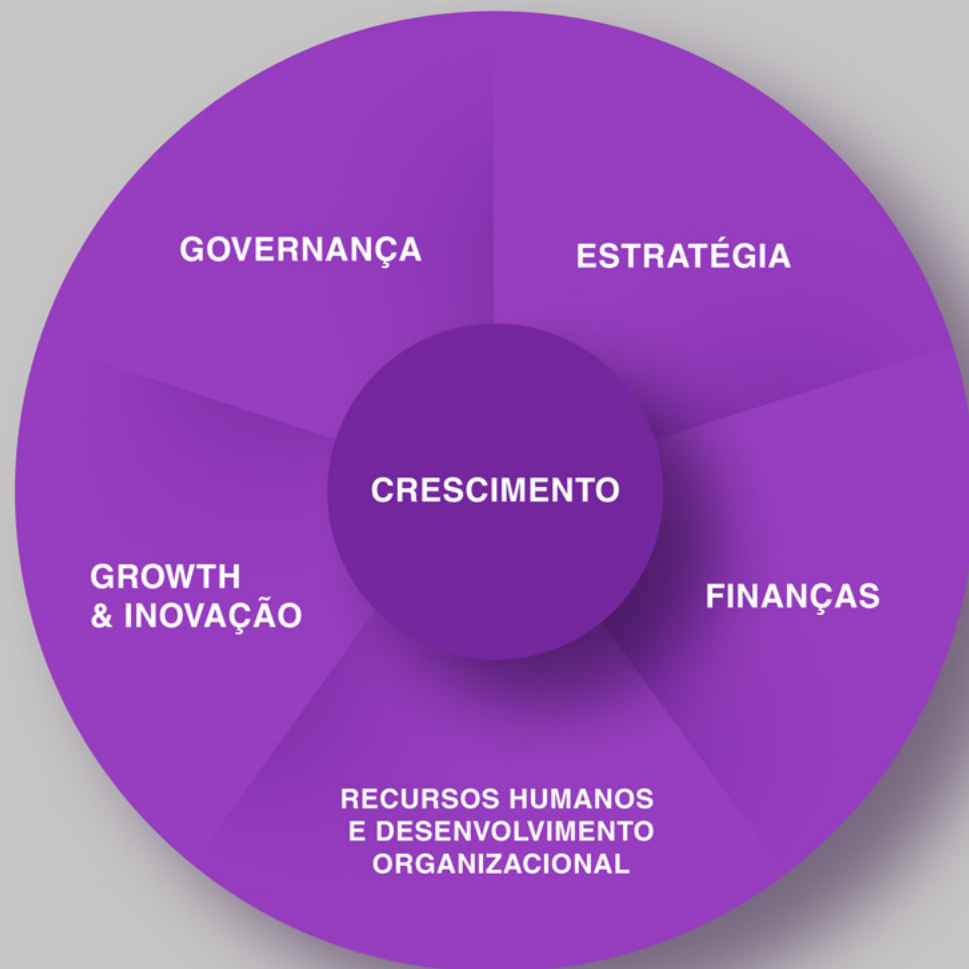 GOVERNANÇA
ESTRATÉGIA
CRESCIMENTO
GROWTH
& INOVAÇÃO
FINANÇAS
RECURSOS HUMANOS
E DESENVOLVIMENTO
ORGANIZACIONAL